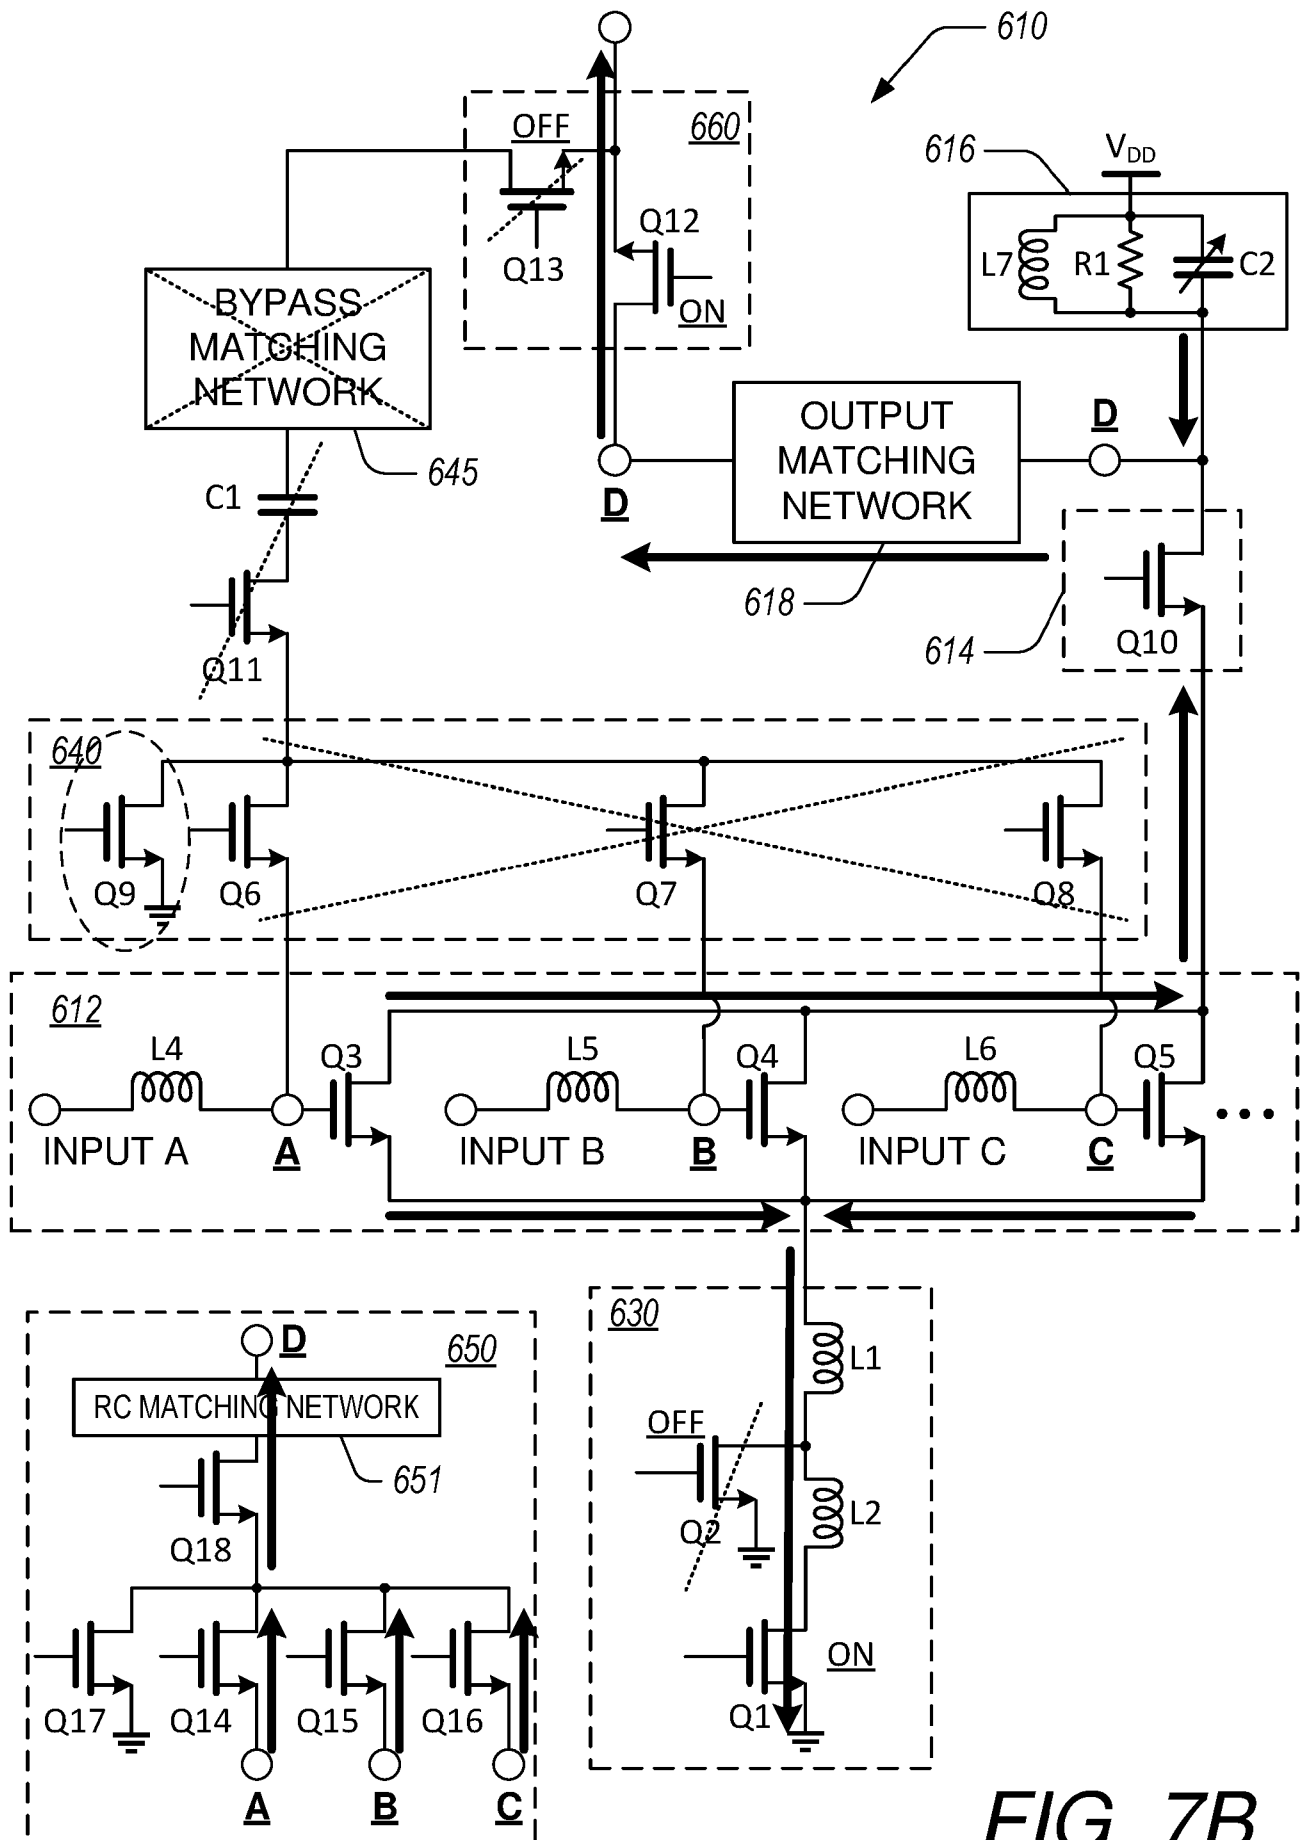 610
OFF
660
616
VDD
Q12
L7
R1
C2
Q13
ON
BYPASS
MATCHING
NETWORK
OUTPUT
MATCHING
NETWORK
D
645
C1
D
618
614
Q10
Q11
640
Q9
Q6
Q7
Q8
612
L4
Q3
L5
Q4
L6
Q5
INPUT A
A
INPUT B
B
INPUT C
C
630
D
650
L1
RC MATCHING NETWORK
OFF
651
Q2
L2
Q18
ON
Q17
Q14
Q15
Q16
Q1
A
B
C
FIG. 7B